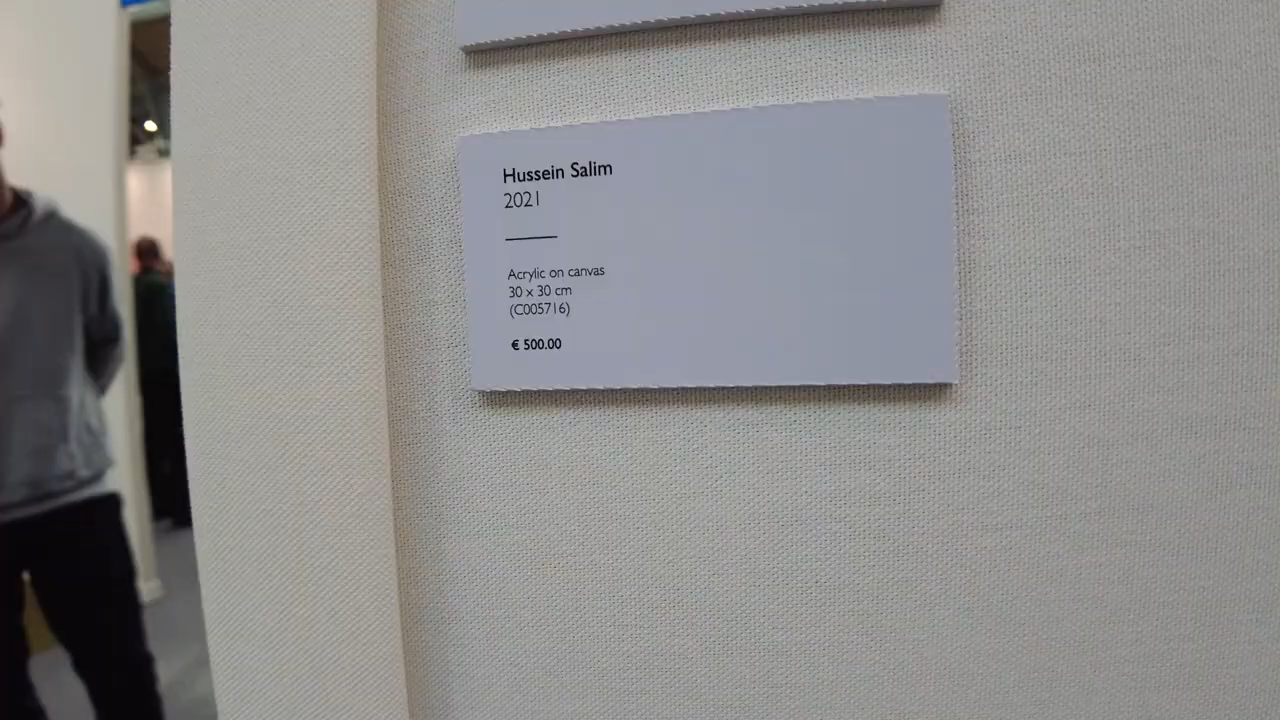 Hussein Salim
2021
Acrylic on canvas
30 x 30 cm
(C005716)
€ 500.00